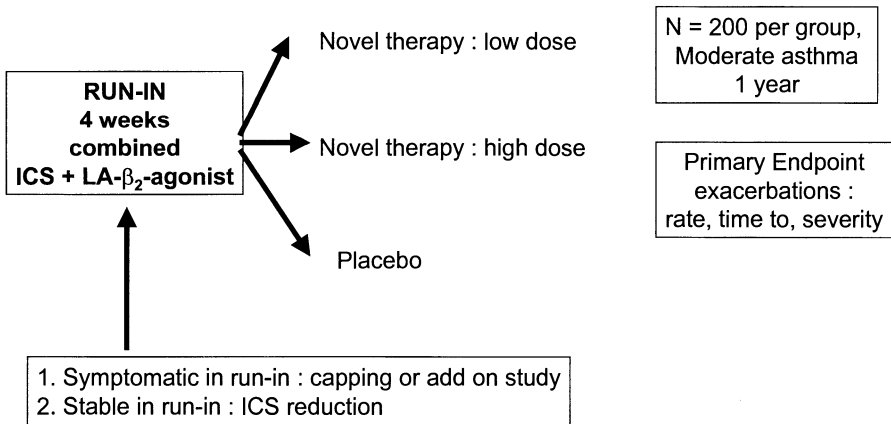 RUN-IN
4 weeks
combined
ICS + LA-β₂-agonist
Novel therapy : low dose
Novel therapy : high dose
Placebo
N = 200 per group,
Moderate asthma
1 year
Primary Endpoint
exacerbations :
rate, time to, severity
1. Symptomatic in run-in : capping or add on study
2. Stable in run-in : ICS reduction